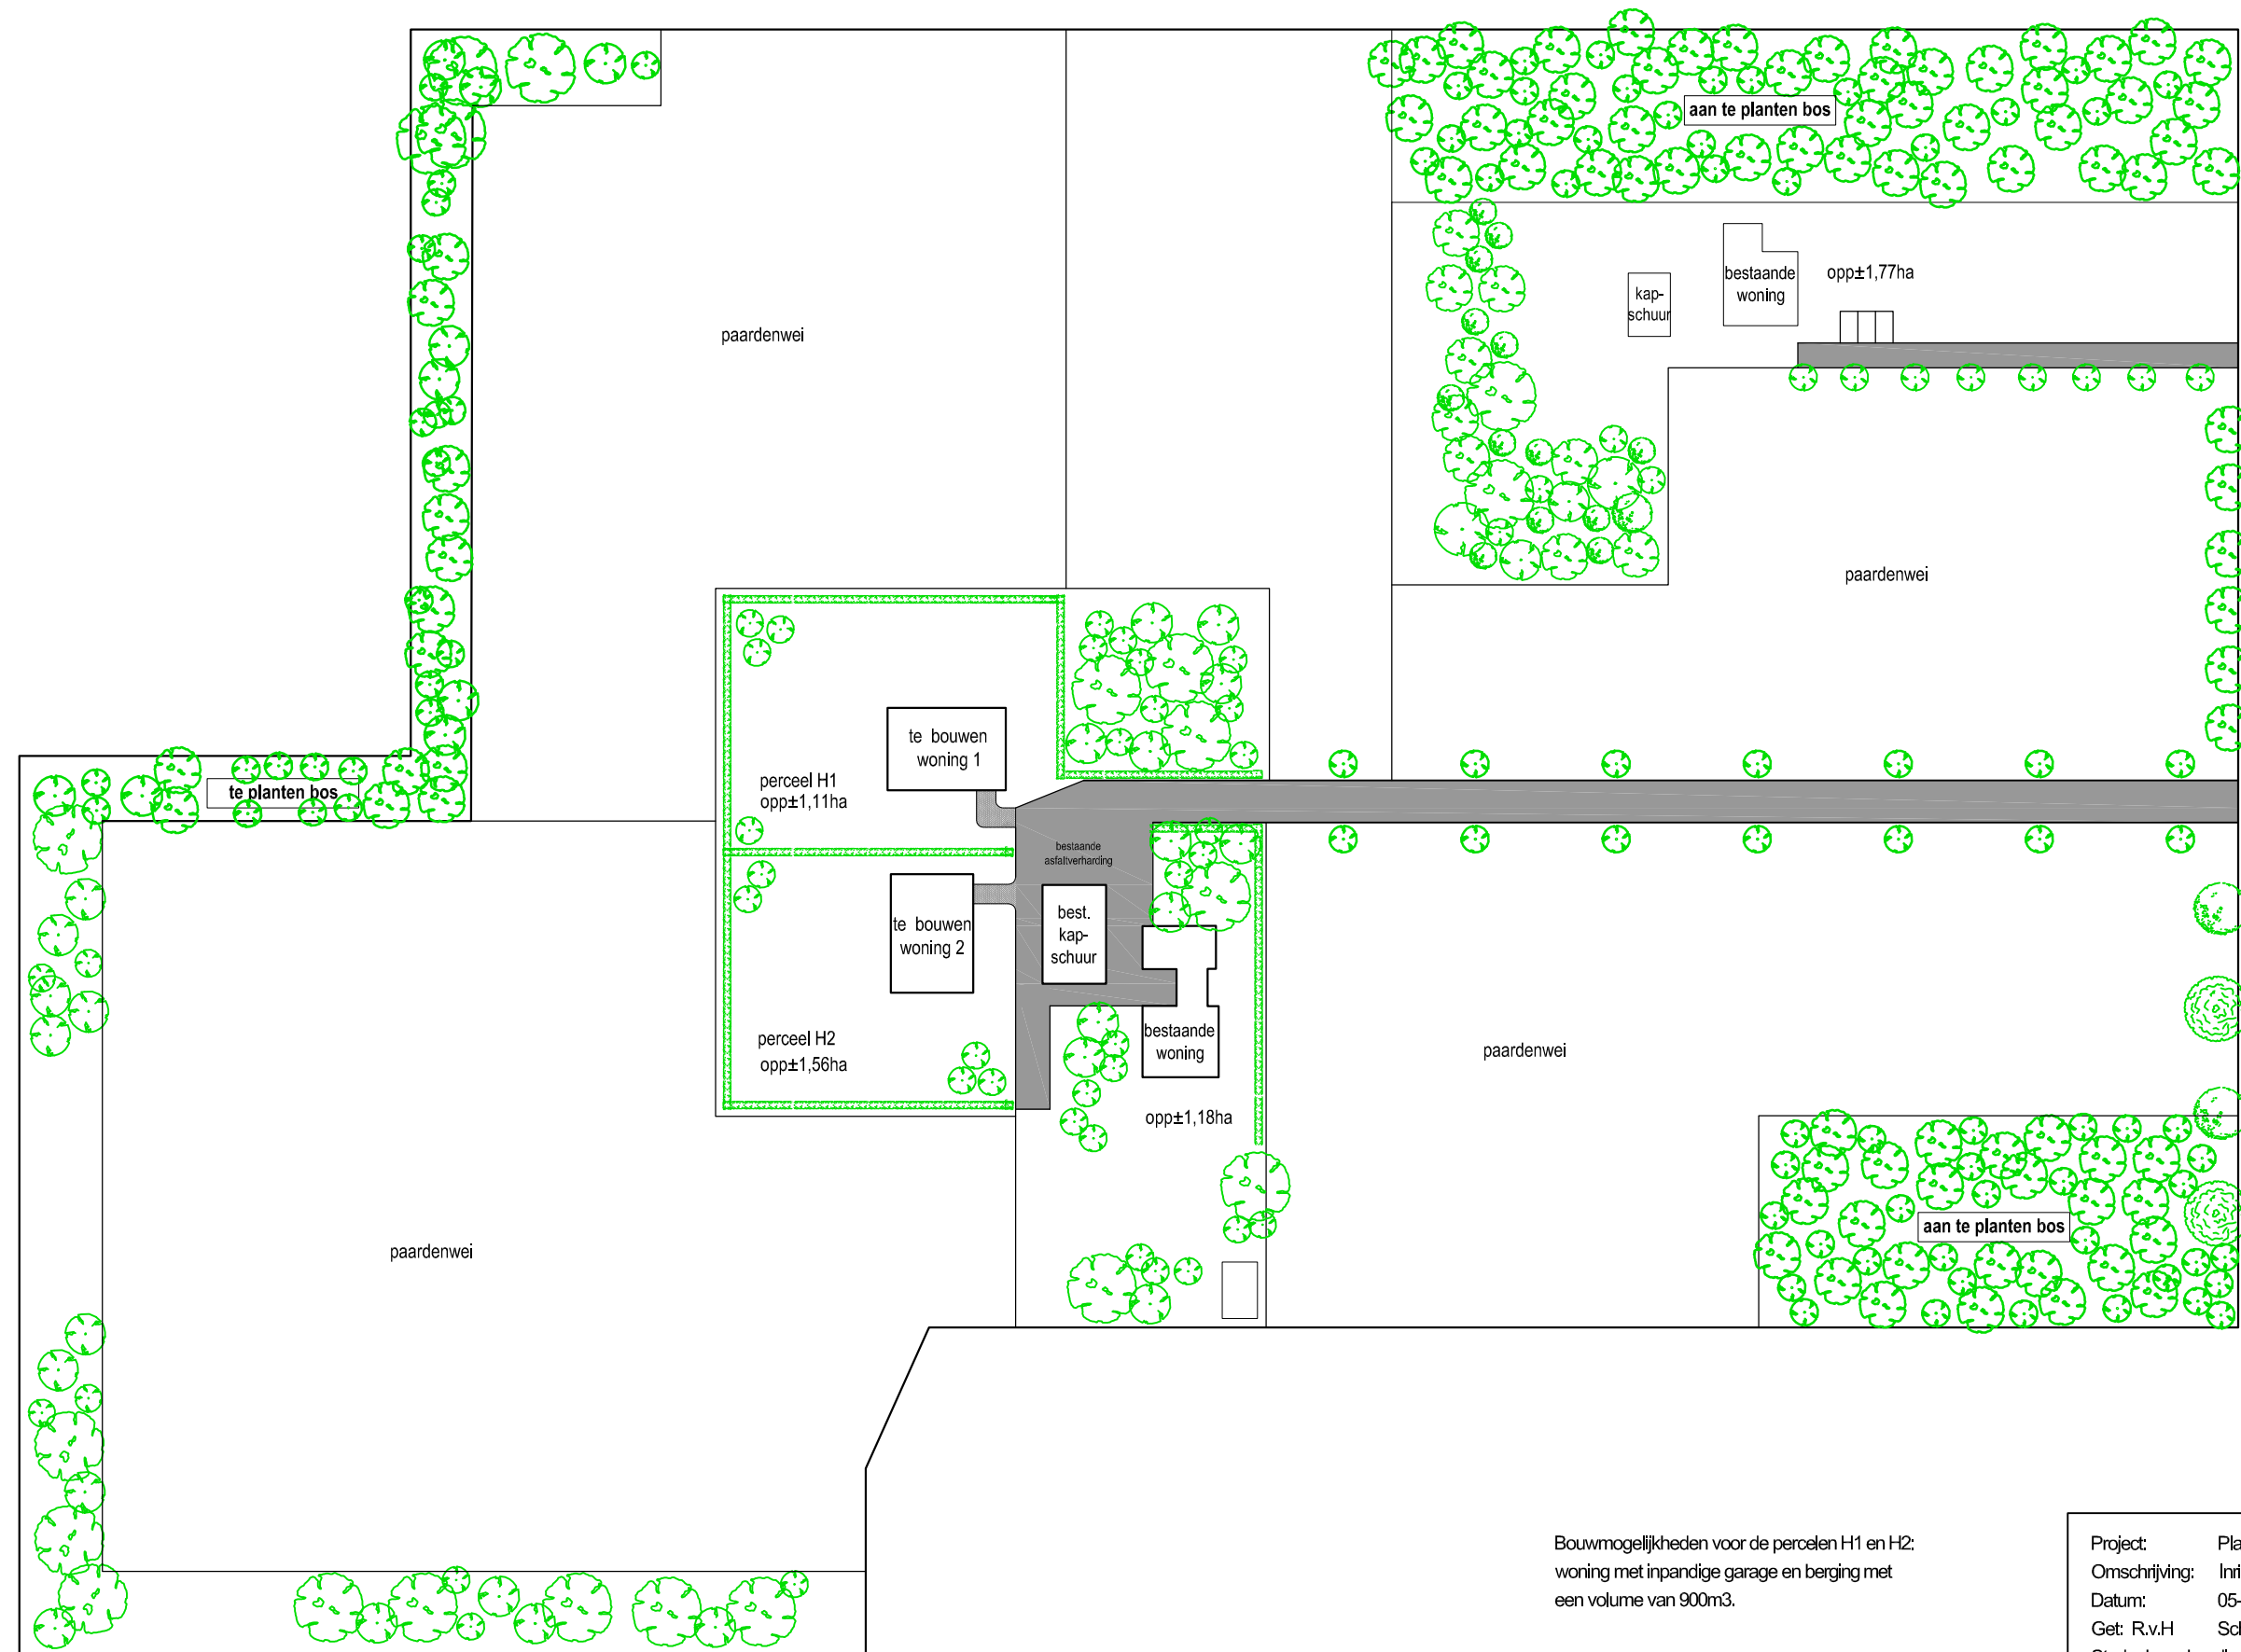 aan te planten bos
bestaande
woning
opp±1,77ha
kap-
schuur
paardenwei
paardenwei
te bouwen
woning 1
perceel H1
opp±1,11ha
te planten bos
bestaande
asfaltverharding
te bouwen
woning 2
best.
kap-
schuur
bestaande
woning
perceel H2
opp±1,56ha
paardenwei
opp±1,18ha
aan te planten bos
paardenwei
Bouwmogelijkheden voor de percelen H1 en H2:
woning met inpandige garage en berging met
een volume van 900m3.
Project: Pla
Omschrijving: Inri
Datum: 05-
Get: R.v.H